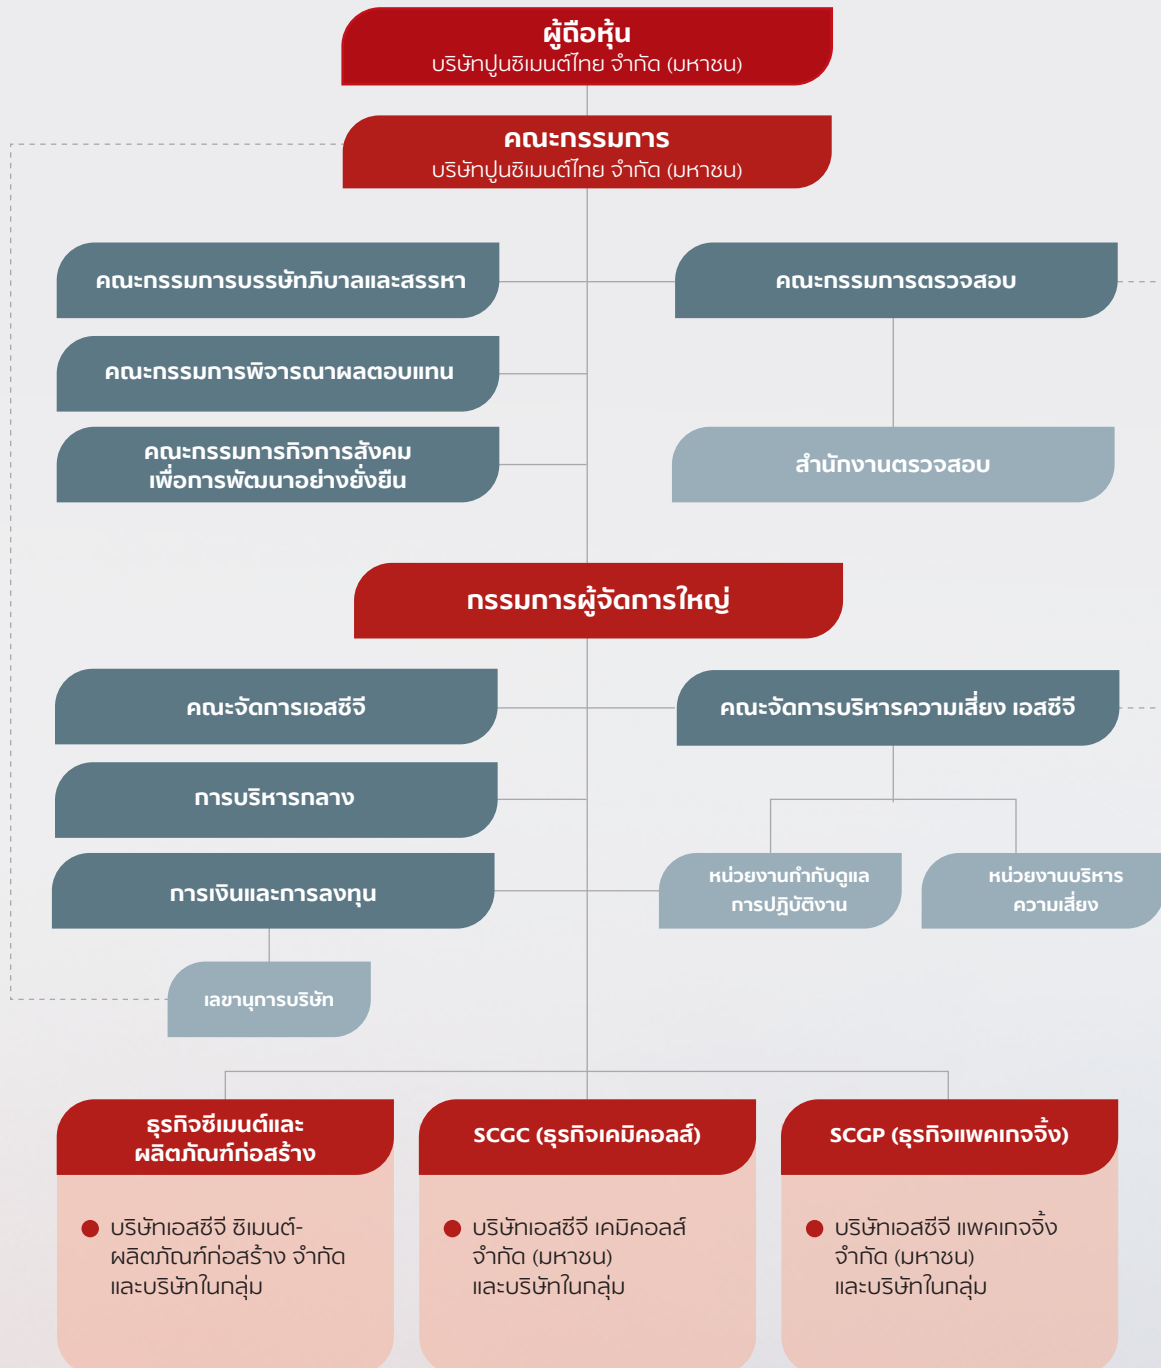 ผู้ถือหุ้น
บริษัทปูนซิเมนต์ไทย จำกัด (มหาชน)
คณะกรรมการ
บริษัทปูนซิเมนต์ไทย จำกัด (มหาชน)
คณะกรรมการบรรษัทภิบาลและสรรหา
คณะกรรมการตรวจสอบ
คณะกรรมการพิจารณาผลตอบแทน
คณะกรรมการกิจการสังคม
เพื่อการพัฒนาอย่างยั่งยืน
สำนักงานตรวจสอบ
กรรมการผู้จัดการใหญ่
คณะจัดการเอสซีจี
คณะจัดการบริหารความเสี่ยง เอสซีจี
การบริหารกลาง
การเงินและการลงทุน
หน่วยงานกำกับดูแล
การปฏิบัติงาน
หน่วยงานบริหาร
ความเสี่ยง
เลขานุการบริษัท
ธุรกิจซีเมนต์และ
ผลิตภัณฑ์ก่อสร้าง
บริษัทเอสซีจี ซิเมนต์-
ผลิตภัณฑ์ก่อสร้าง จำกัด
และบริษัทในกลุ่ม
SCGC (ธุรกิจเคมิคอลส์)
บริษัทเอสซีจี เคมิคอลส์
จำกัด (มหาชน)
และบริษัทในกลุ่ม
SCGP (ธุรกิจแพคเกจจิ้ง)
บริษัทเอสซีจี แพคเกจจิ้ง
จำกัด (มหาชน)
และบริษัทในกลุ่ม